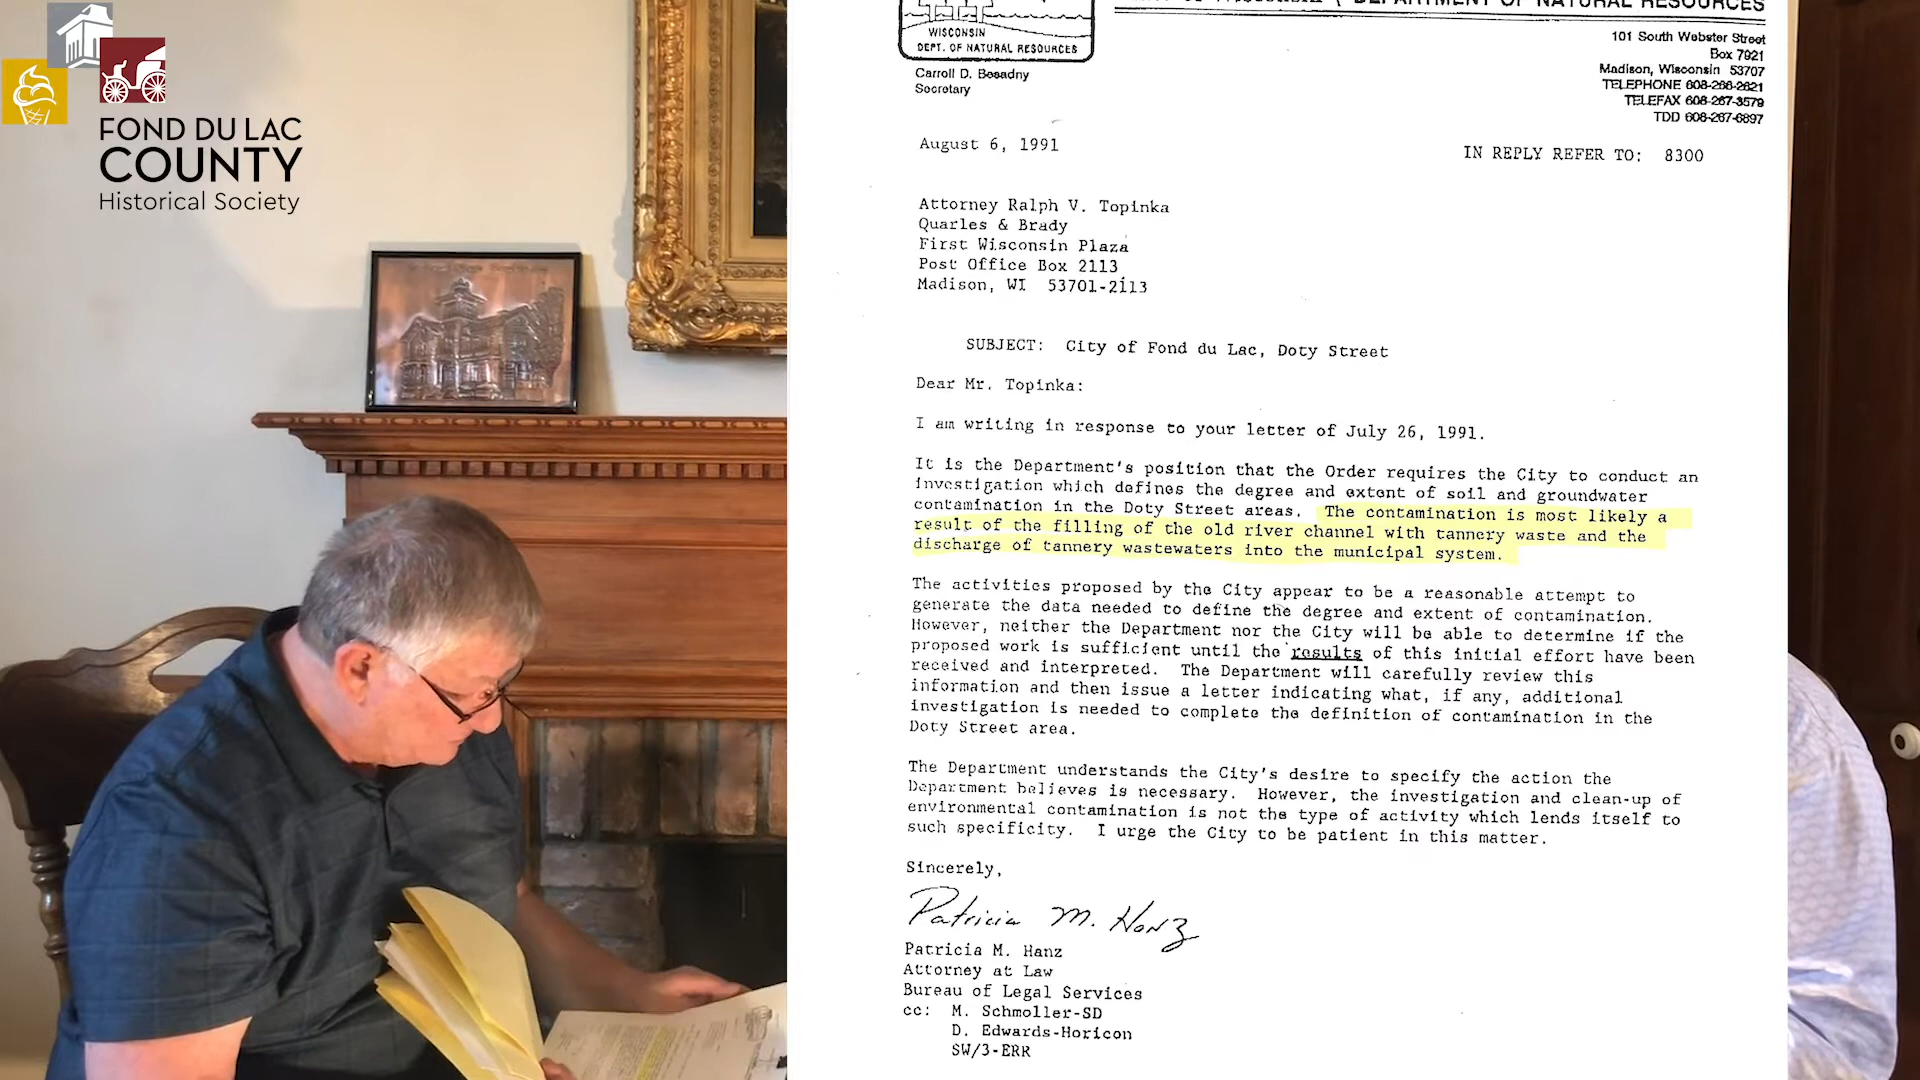 FOND DU LAC
COUNTY
Historical Society
WISCONSIN
DEPT. OF NATURAL RESOURCES
DEPARTMENT OF NATURAL RESOURCES
Carroll D. Besadny
Secretary
101 South Webster Street
Box 7921
Madison, Wisconsin 53707
TELEPHONE 608-266-2621
TELEFAX 608-267-3579
TDD 608-267-6897
August 6, 1991
IN REPLY REFER TO: 8300
Attorney Ralph V. Topinka
Quarles & Brady
First Wisconsin Plaza
Post Office Box 2113
Madison, WI 53701-2113
SUBJECT: City of Fond du Lac, Doty Street
Dear Mr. Topinka:
I am writing in response to your letter of July 26, 1991.
It is the Department's position that the Order requires the City to conduct an
investigation which defines the degree and extent of soil and groundwater
contamination in the Doty Street areas. The contamination is most likely a
result of the filling of the old river channel with tannery waste and the
discharge of tannery wastewaters into the municipal system.
The activities proposed by the City appear to be a reasonable attempt to
generate the data needed to define the degree and extent of contamination.
However, neither the Department nor the City will be able to determine if the
proposed work is sufficient until the results of this initial effort have been
received and interpreted. The Department will carefully review this
information and then issue a letter indicating what, if any, additional
investigation is needed to complete the definition of contamination in the
Doty Street area.
The Department understands the City's desire to specify the action the
Department believes is necessary. However, the investigation and clean-up of
environmental contamination is not the type of activity which lends itself to
such specificity. I urge the City to be patient in this matter.
Sincerely,
Patricia M. Hanz
Patricia M. Hanz
Attorney at Law
Bureau of Legal Services
cc: M. Schmoller-SD
D. Edwards-Horicon
SW/3-ERR